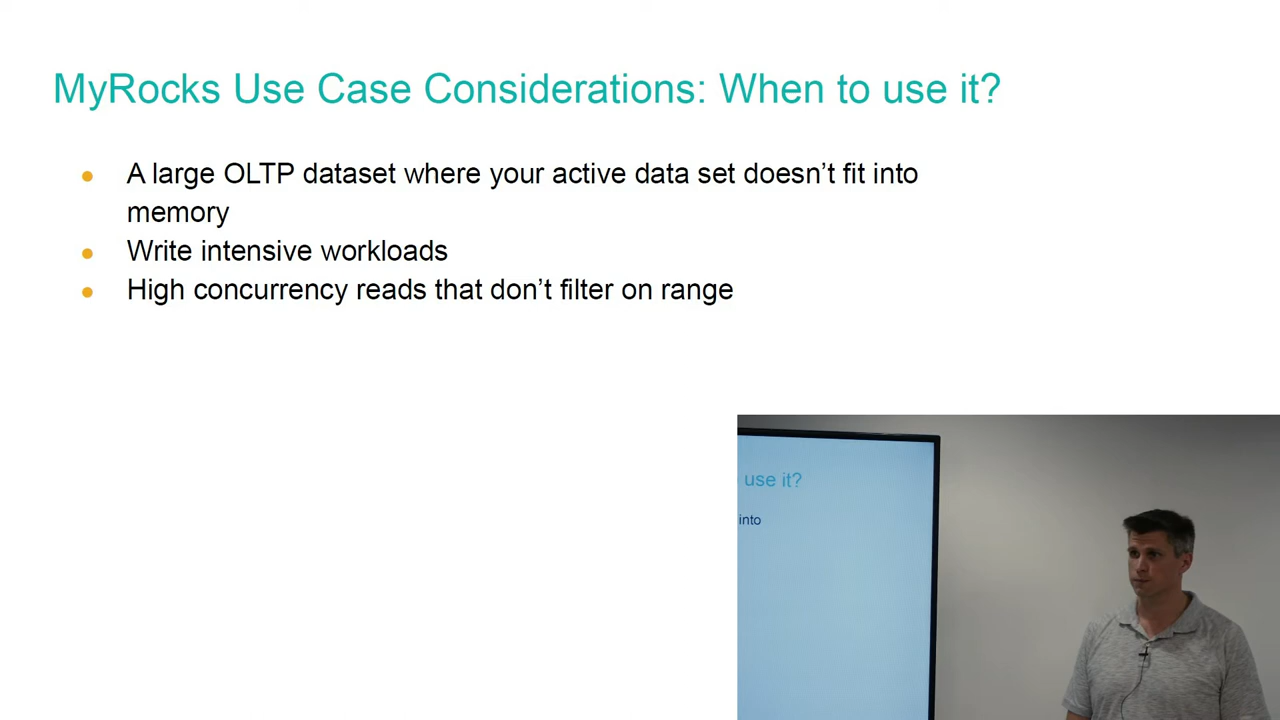 MyRocks Use Case Considerations: When to use it?
A large OLTP dataset where your active data set doesn’t fit into
memory
Write intensive workloads
High concurrency reads that don’t filter on range
use it?
into